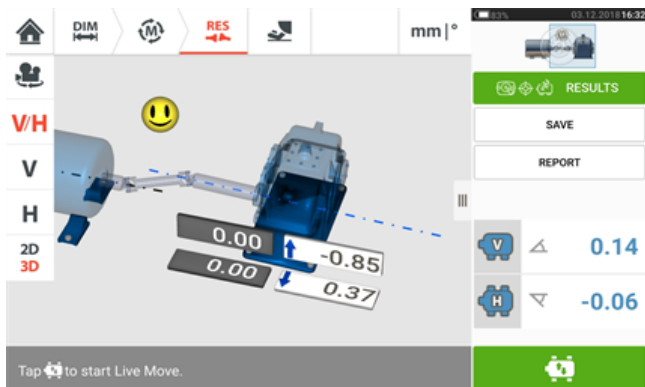 DIM
M
RES
mm|°
83%
03.12.2018 16:32
RESULTS
SAVE
REPORT
V/H
V
H
2D
3D
0.00
-0.85
0.00
0.37
V
0.14
H
-0.06
Tap to start Live Move.